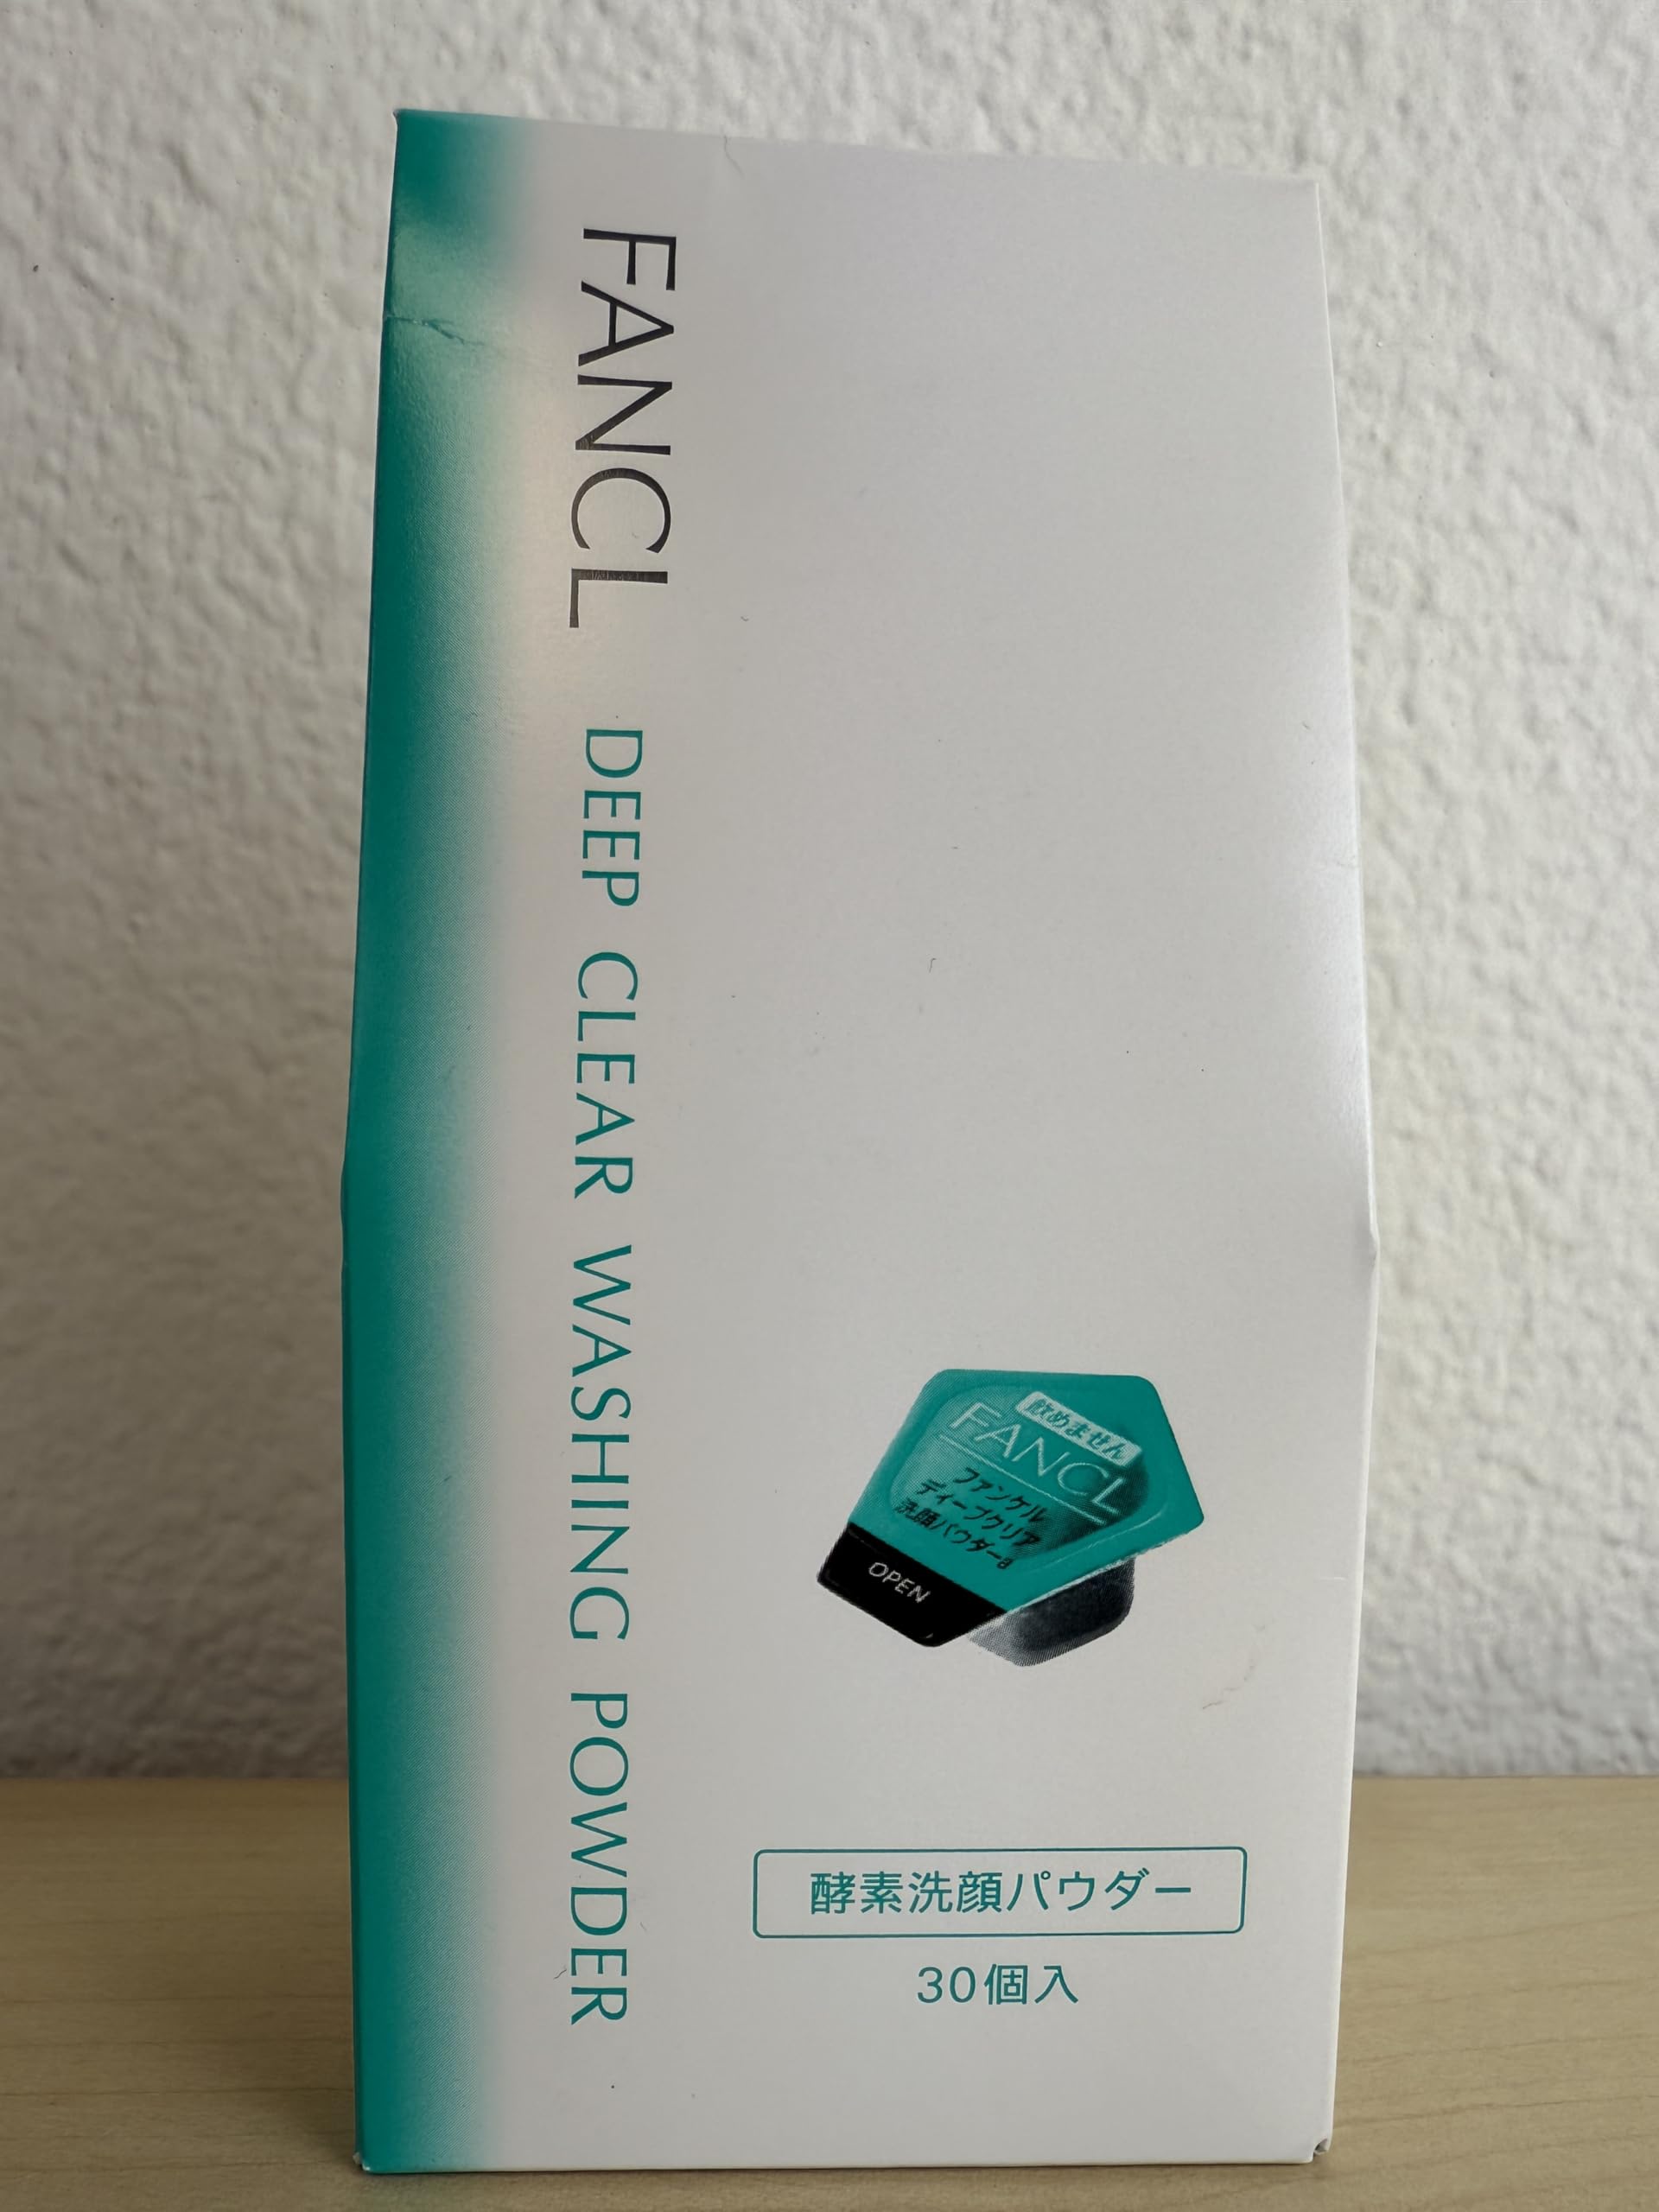 FANCL DEEP CLEAR WASHING POWDER
飲めません
FANCL
ファンケル
ディープクリア
洗顔パウダーa
OPEN
酵素洗顔パウダー
30個入